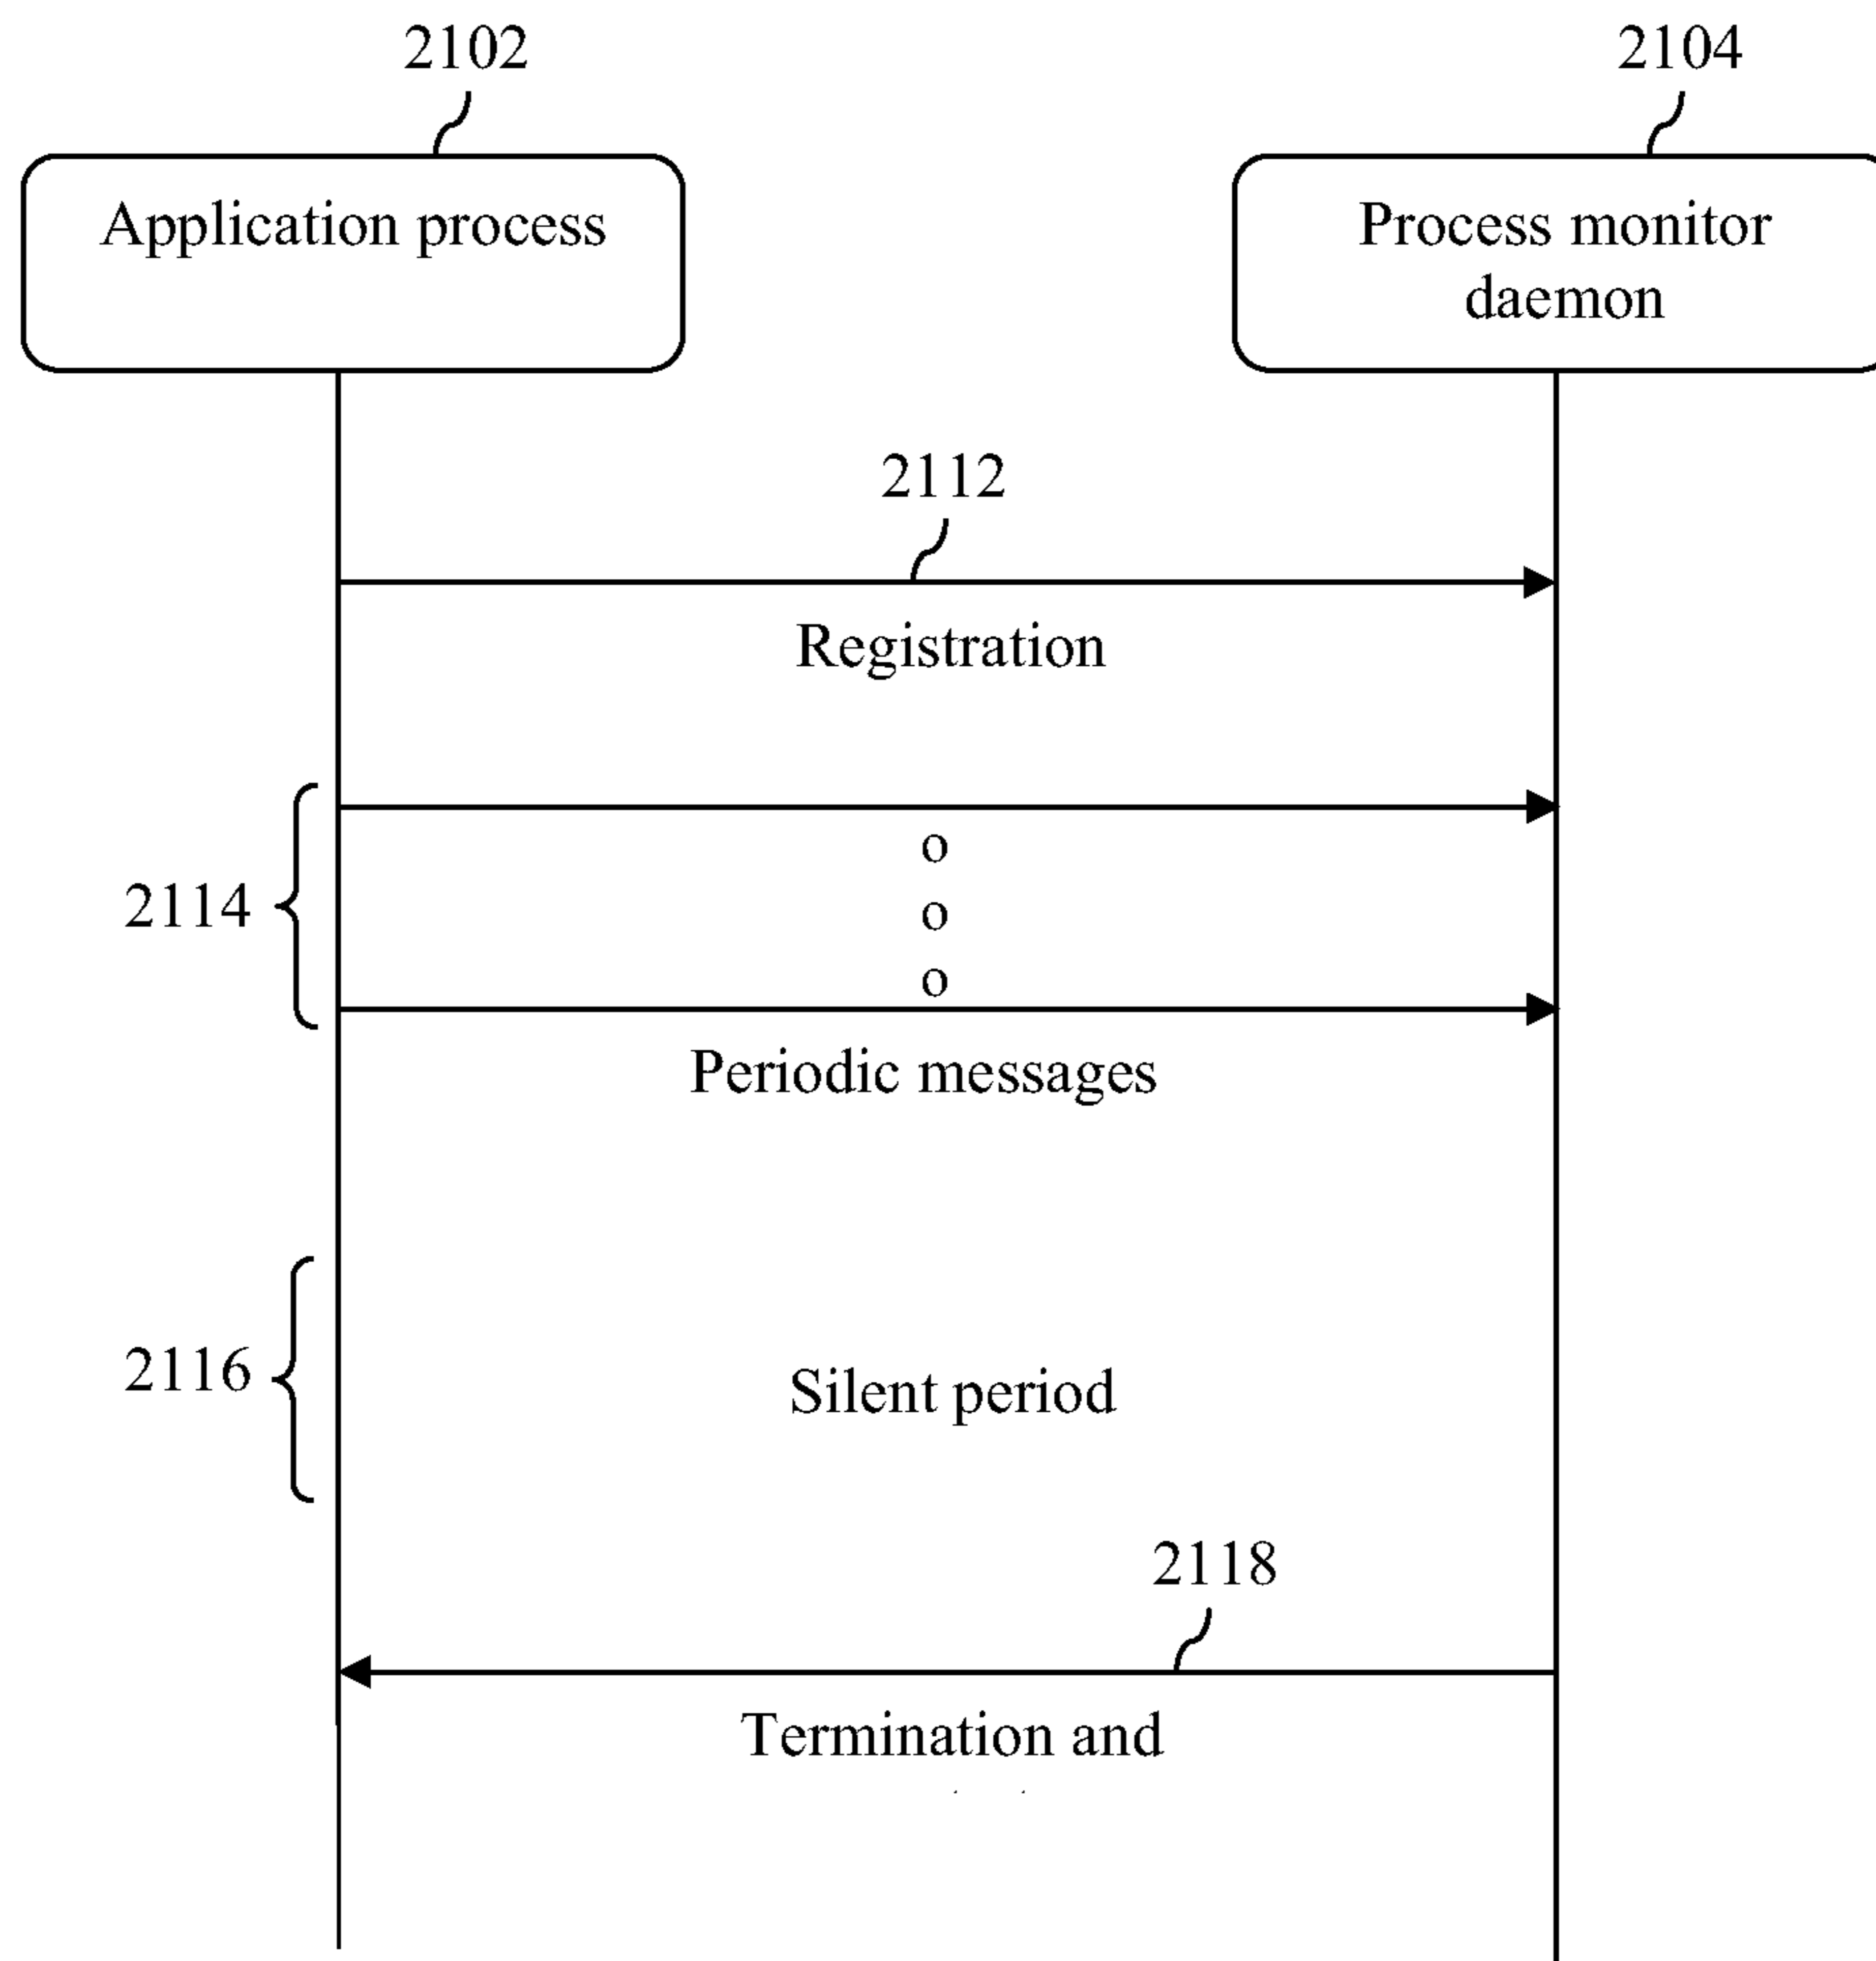 2102
2104
Application process
Process monitor
daemon
2112
Registration
2114
o
o
o
Periodic messages
2116
Silent period
2118
Termination and